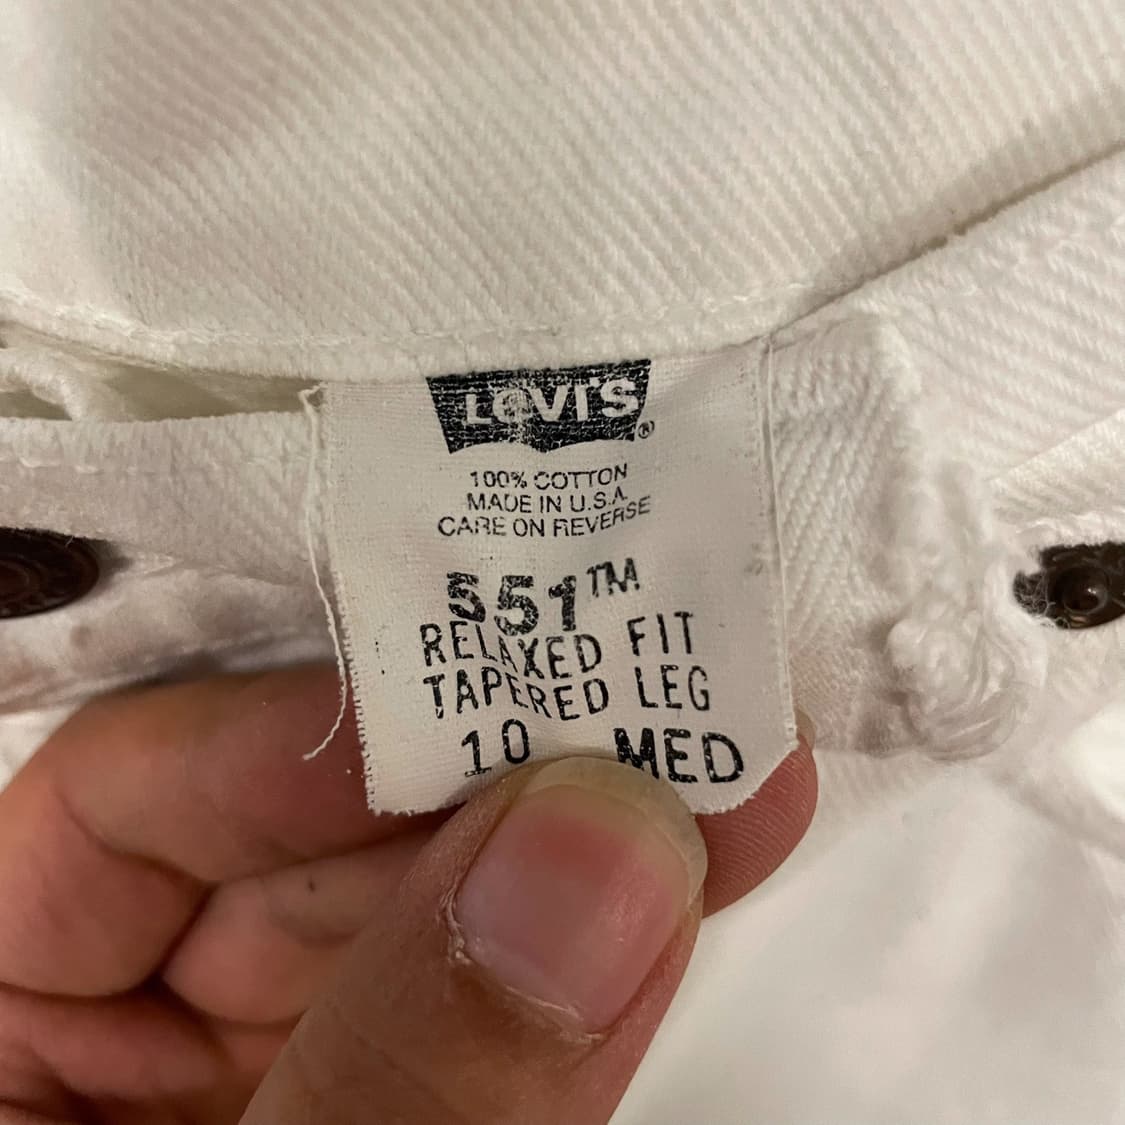 LEVI'S ®
100% COTTON
MADE IN U.S.A.
CARE ON REVERSE
551™
RELAXED FIT
TAPERED LEG
10 MED